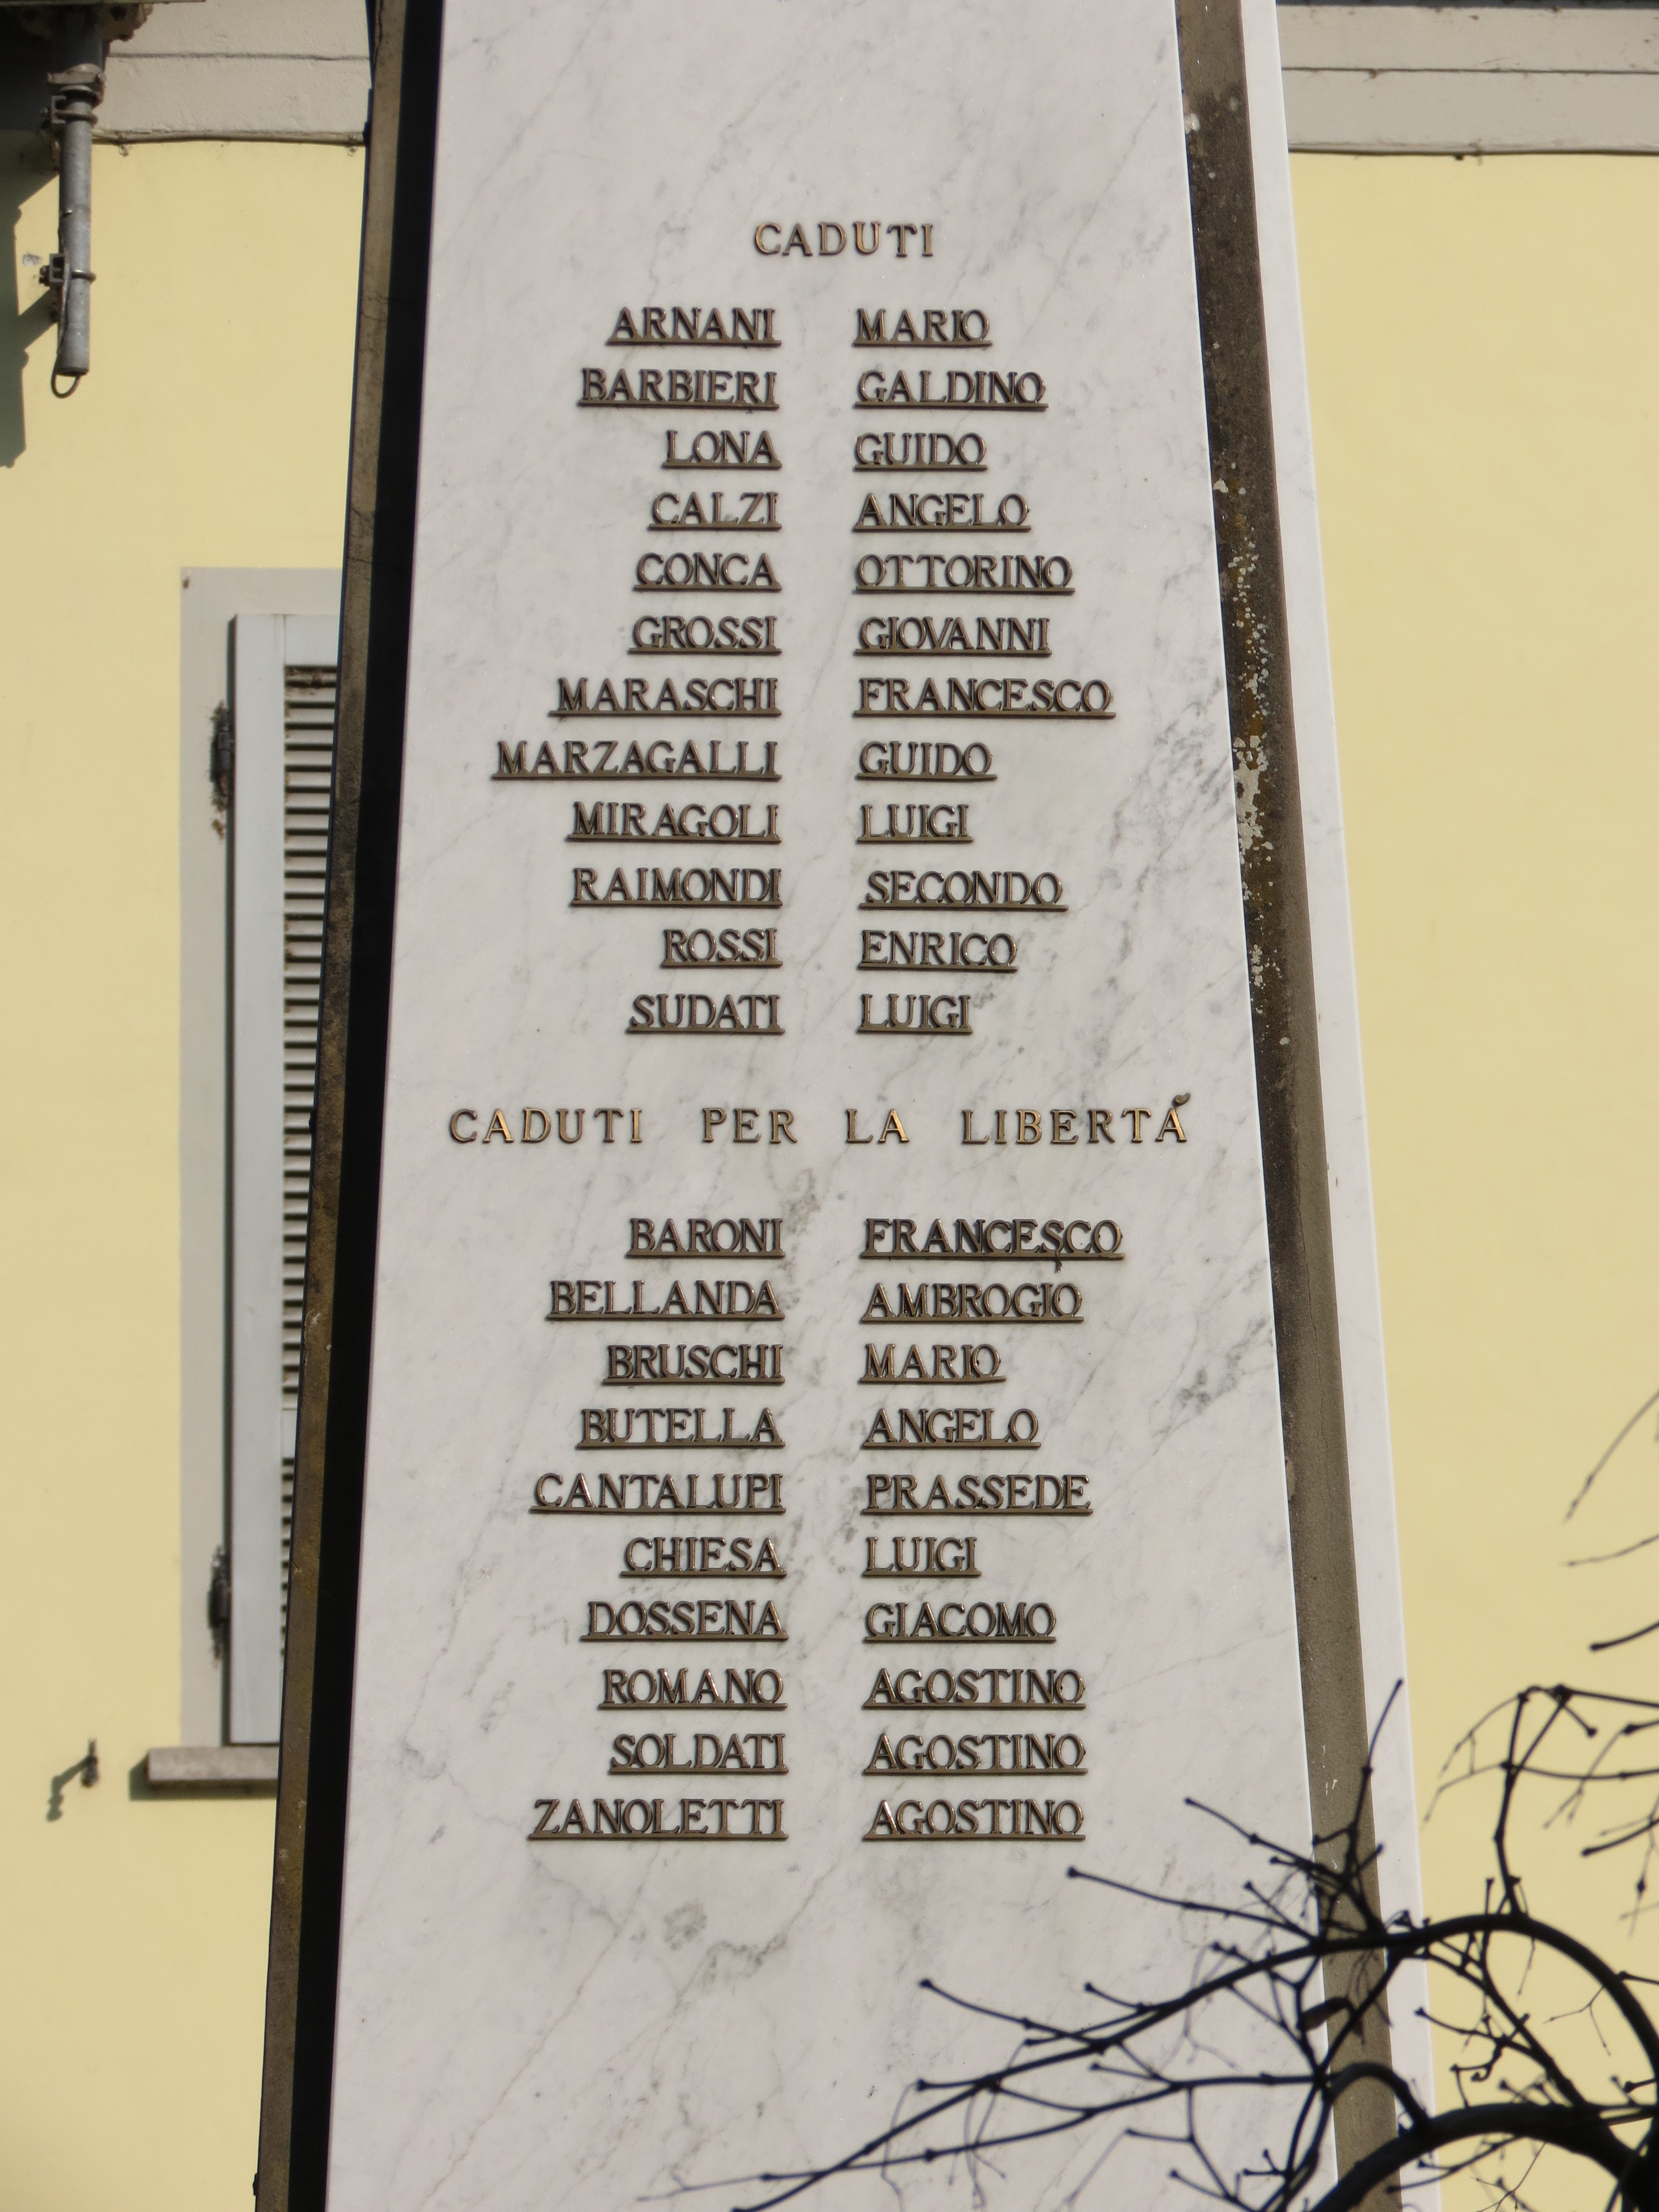 CADUTI
ARNANI MARIO
BARBIERI GALDINO
LONA GUIDO
CALZI ANGELO
CONCA OTTORINO
GROSSI GIOVANNI
MARASCHI FRANCESCO
MARZAGALLI GUIDO
MIRAGOLI LUIGI
RAIMONDI SECONDO
ROSSI ENRICO
SUDATI LUIGI
CADUTI PER LA LIBERTÁ
BARONI FRANCESCO
BELLANDA AMBROGIO
BRUSCHI MARIO
BUTELLA ANGELO
CANTALUPI PRASSEDE
CHIESA LUIGI
DOSSENA GIACOMO
ROMANO AGOSTINO
SOLDATI AGOSTINO
ZANOLETTI AGOSTINO